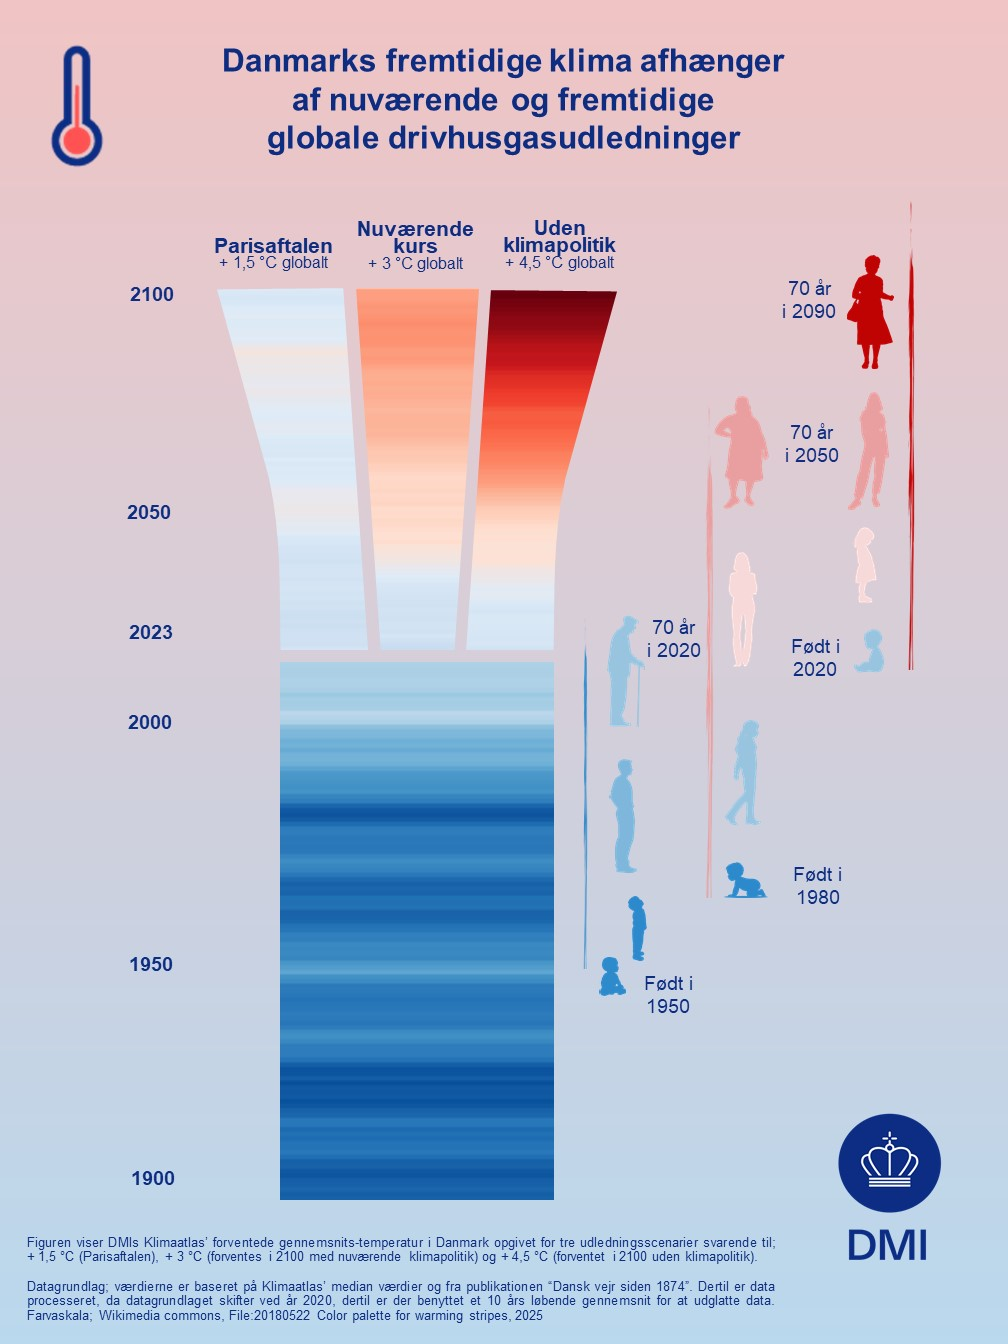 Danmarks fremtidige klima afhænger
af nuværende og fremtidige
globale drivhusgasudledninger
Parisaftalen
+ 1,5 °C globalt
Nuværende
kurs
+ 3 °C globalt
Uden
klimapolitik
+ 4,5 °C globalt
2100
2050
2023
2000
1950
1900
70 år
i 2090
70 år
i 2050
70 år
i 2020
Født i
2020
Født i
1980
Født i
1950
DMI
Figuren viser DMIs Klimaatlas’ forventede gennemsnits-temperatur i Danmark opgivet for tre udledningsscenarier svarende til;
+ 1,5 °C (Parisaftalen), + 3 °C (forventes i 2100 med nuværende klimapolitik) og + 4,5 °C (forventet i 2100 uden klimapolitik).
Datagrundlag; værdierne er baseret på Klimaatlas’ median værdier og fra publikationen “Dansk vejr siden 1874”. Dertil er data
processeret, da datagrundlaget skifter ved år 2020, dertil er der benyttet et 10 års løbende gennemsnit for at udglatte data.
Farvaskala; Wikimedia commons, File:20180522 Color palette for warming stripes, 2025